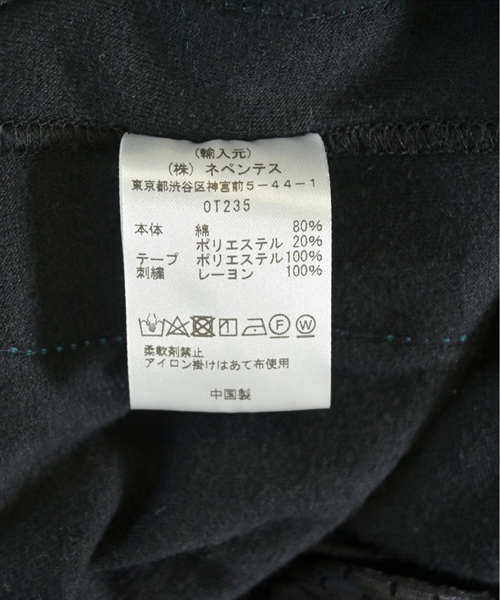 (輸入元)
(株) ネペンテス
東京都渋谷区神宮前5-44-1
OT235
本体 綿 80%
ポリエステル 20%
テープ ポリエステル 100%
刺繍 レーヨン 100%
F W
柔軟剤禁止
アイロン掛けはあて布使用
中国製